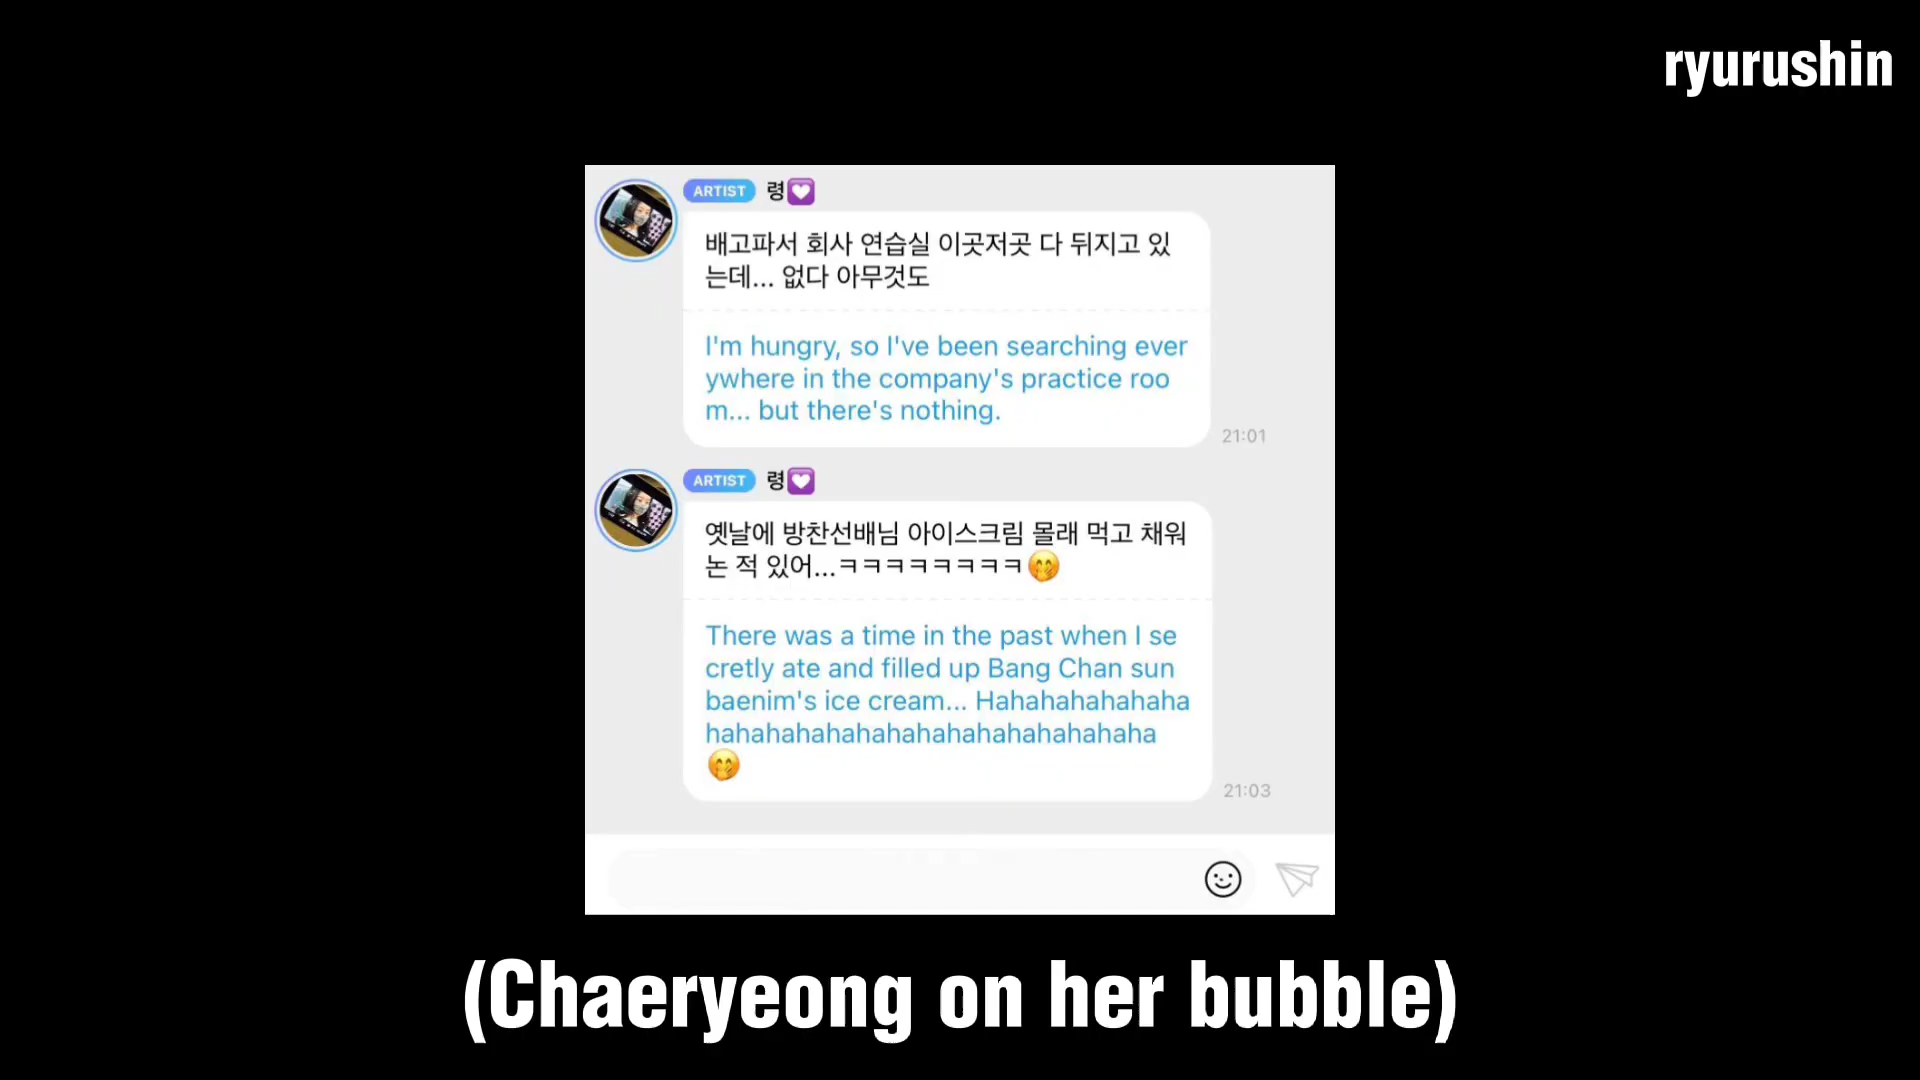 ryurushin
ARTIST 령💟
배고파서 회사 연습실 이곳저곳 다 뒤지고 있
는데... 없다 아무것도
I'm hungry, so I've been searching ever
ywhere in the company's practice roo
m... but there's nothing.
21:01
ARTIST 령💟
옛날에 방찬선배님 아이스크림 몰래 먹고 채워
논 적 있어...ㅋㅋㅋㅋㅋㅋㅋㅋ🤭
There was a time in the past when I se
cretly ate and filled up Bang Chan sun
baenim's ice cream... Hahahahahahaha
hahahahahahahahahahahahahahaha
🤭
21:03
(Chaeryeong on her bubble)